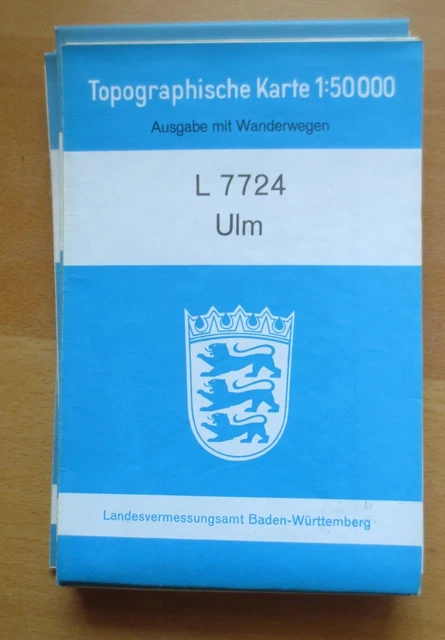 Topographische Karte 1:50000
Ausgabe mit Wanderwegen
L 7724
Ulm
Landesvermessungsamt Baden-Württemberg